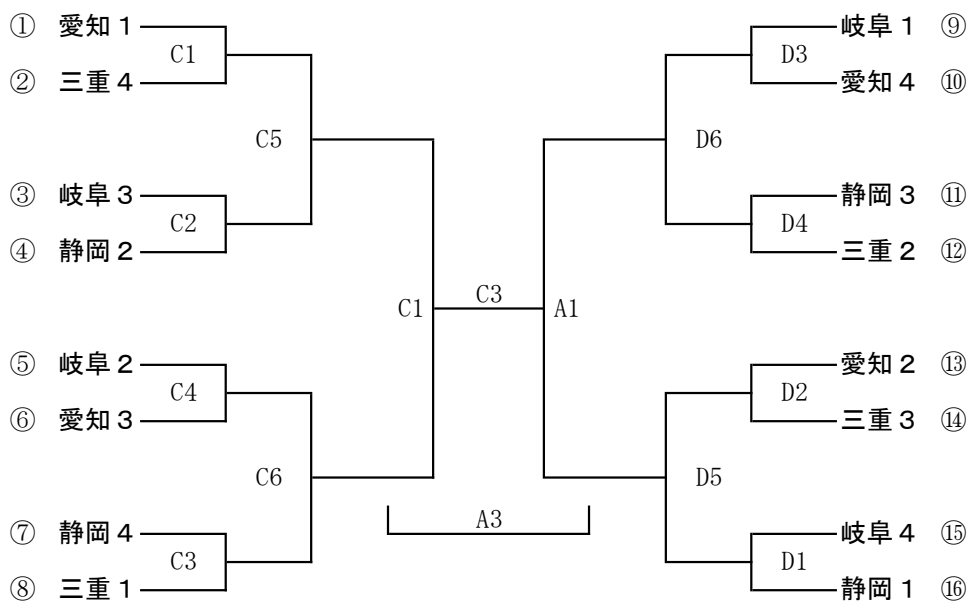 ① 愛知１ 岐阜１ ⑨
C1 D3
② 三重４ 愛知４ ⑩
C5 D6
③ 岐阜３ 静岡３ ⑪
C2 D4
④ 静岡２ 三重２ ⑫
C1 C3 A1
⑤ 岐阜２ 愛知２ ⑬
C4 D2
⑥ 愛知３ 三重３ ⑭
C6 D5
⑦ 静岡４ A3 岐阜４ ⑮
C3 D1
⑧ 三重１ 静岡１ ⑯